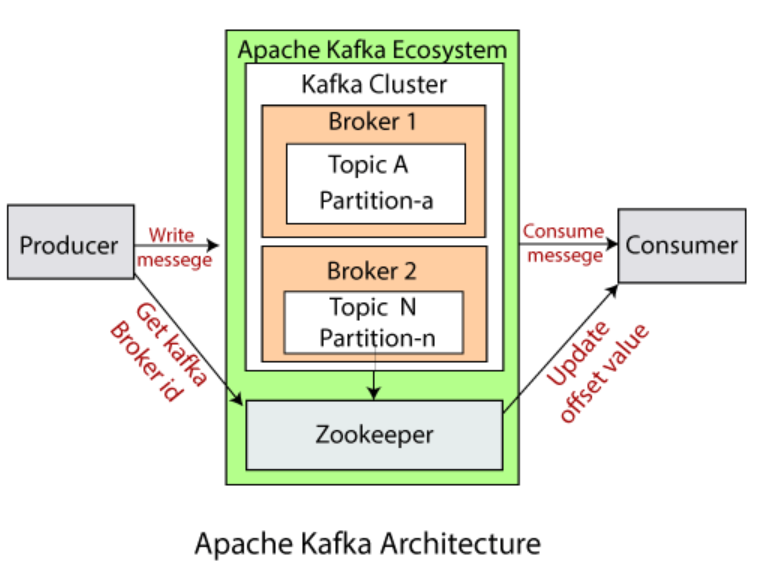 Apache Kafka Ecosystem
Kafka Cluster
Broker 1
Topic A
Partition-a
Producer
Write
messege
Consume
messege
Consumer
Broker 2
Topic N
Partition-n
Get kafka
Broker id
Update
offset value
Zookeeper
Apache Kafka Architecture